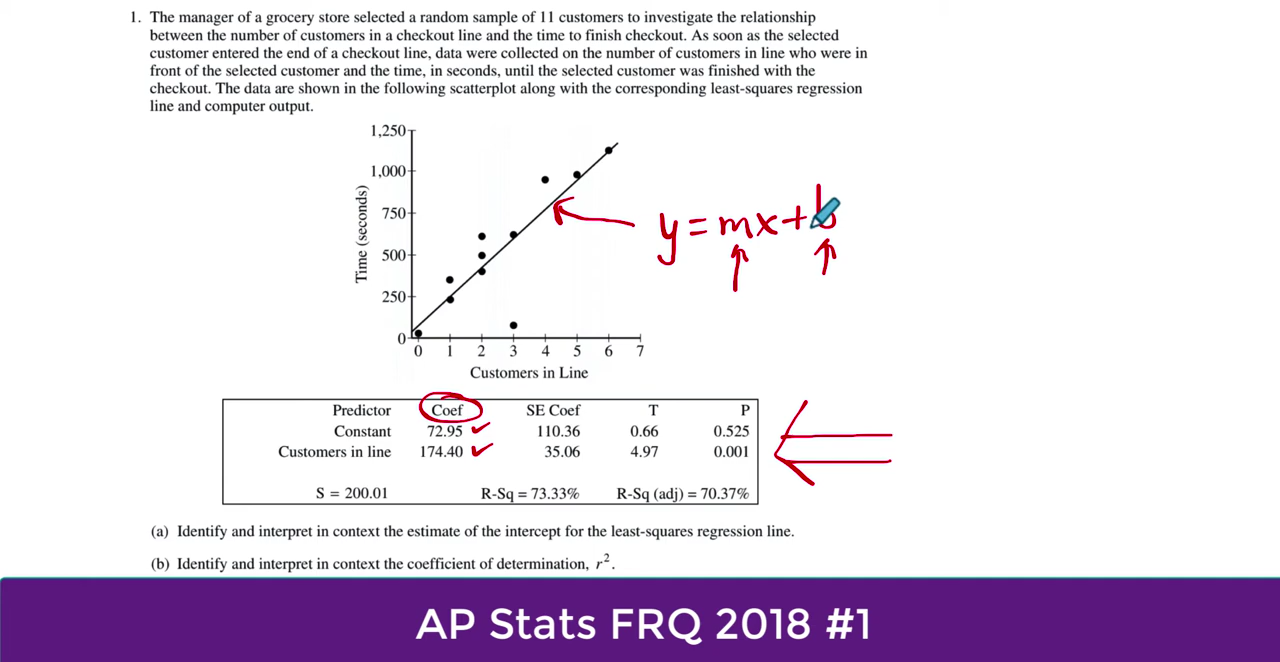 1. The manager of a grocery store selected a random sample of 11 customers to investigate the relationship
between the number of customers in a checkout line and the time to finish checkout. As soon as the selected
customer entered the end of a checkout line, data were collected on the number of customers in line who were in
front of the selected customer and the time, in seconds, until the selected customer was finished with the
checkout. The data are shown in the following scatterplot along with the corresponding least-squares regression
line and computer output.
1,250
1,000
750
500
250
0
Time (seconds)
0 1 2 3 4 5 6 7
Customers in Line
y = mx + b
Predictor Coef SE Coef T P
Constant 72.95 110.36 0.66 0.525
Customers in line 174.40 35.06 4.97 0.001
S = 200.01 R-Sq = 73.33% R-Sq (adj) = 70.37%
(a) Identify and interpret in context the estimate of the intercept for the least-squares regression line.
(b) Identify and interpret in context the coefficient of determination, r².
AP Stats FRQ 2018 #1